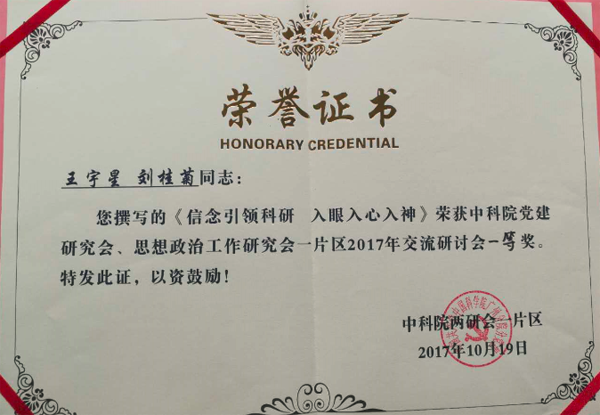 荣誉证书
HONORARY CREDENTIAL
王宇星 刘桂菊同志：
您撰写的《信念引领科研 入眼入心入神》荣获中科院党建
研究会、思想政治工作研究会一片区2017年交流研讨会一等奖。
特发此证，以资鼓励！
中科院两研会一片区
2017年10月19日